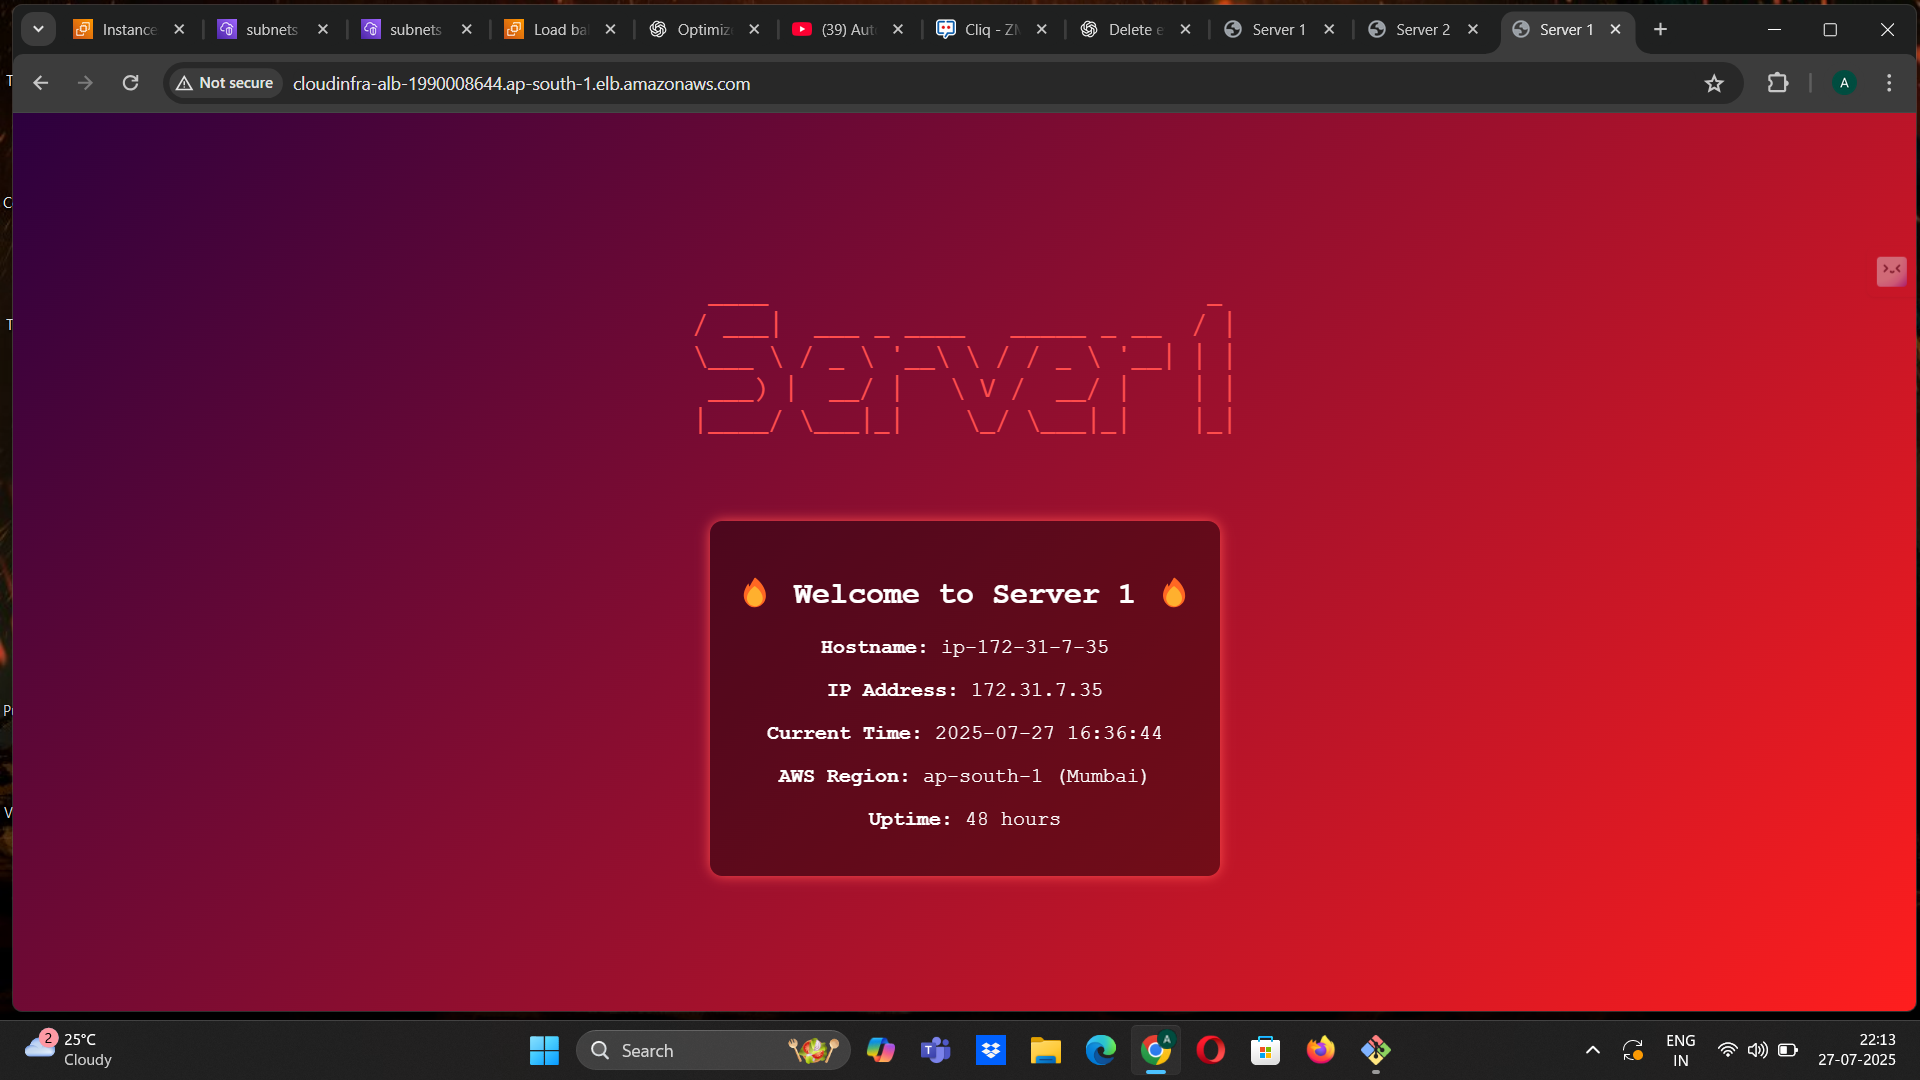 Instance
subnets
subnets
Load ba
Optimiz
(39) Aut
Cliq - ZM
Delete e
Server 1
Server 2
Server 1
Not secure
cloudinfra-alb-1990008644.ap-south-1.elb.amazonaws.com
A
Server 1
🔥 Welcome to Server 1 🔥
Hostname: ip-172-31-7-35
IP Address: 172.31.7.35
Current Time: 2025-07-27 16:36:44
AWS Region: ap-south-1 (Mumbai)
Uptime: 48 hours
2
25°C
Cloudy
Search
A
ENG
IN
22:13
27-07-2025